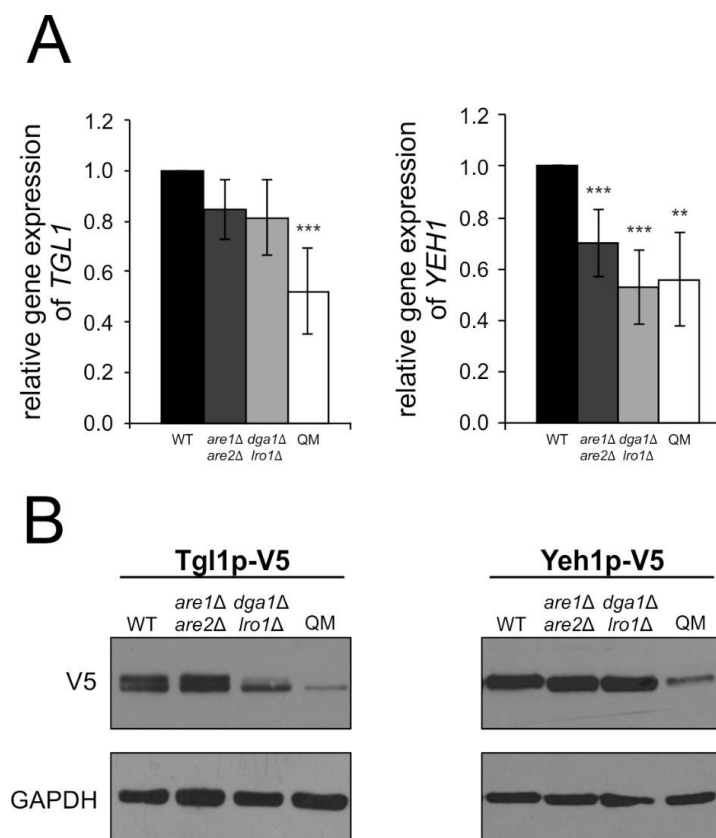 A
relative gene expression
of TGL1
1.2
1.0
0.8
0.6
0.4
0.2
0.0
***
WT
are1Δ
are2Δ
dga1Δ
lro1Δ
QM
relative gene expression
of YEH1
1.2
1.0
0.8
0.6
0.4
0.2
0.0
***
***
**
WT
are1Δ
are2Δ
dga1Δ
lro1Δ
QM
B
Tgl1p-V5
WT
are1Δ
are2Δ
dga1Δ
lro1Δ
QM
Yeh1p-V5
WT
are1Δ
are2Δ
dga1Δ
lro1Δ
QM
V5
GAPDH